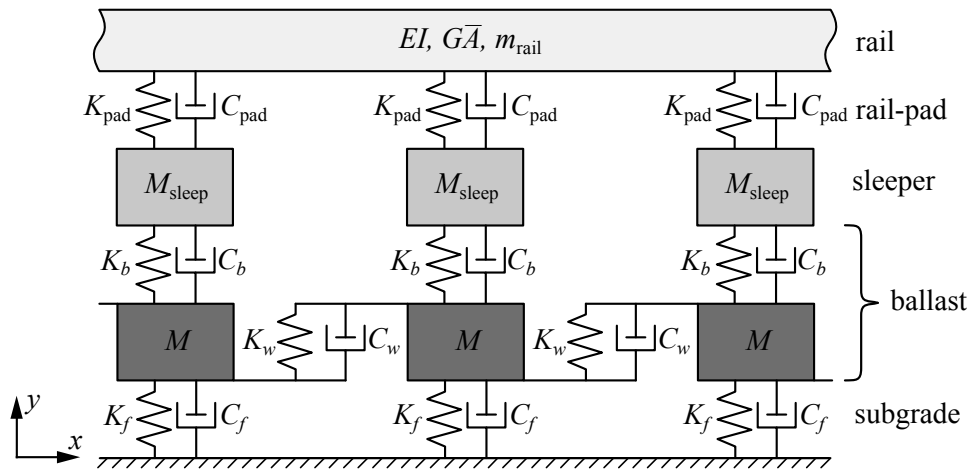 EI, GA̅, m_rail
rail
K_pad C_pad K_pad C_pad K_pad C_pad rail-pad
M_sleep M_sleep M_sleep sleeper
K_b C_b K_b C_b K_b C_b
ballast
M K_w C_w M K_w C_w M
K_f C_f K_f C_f K_f C_f subgrade
y
x